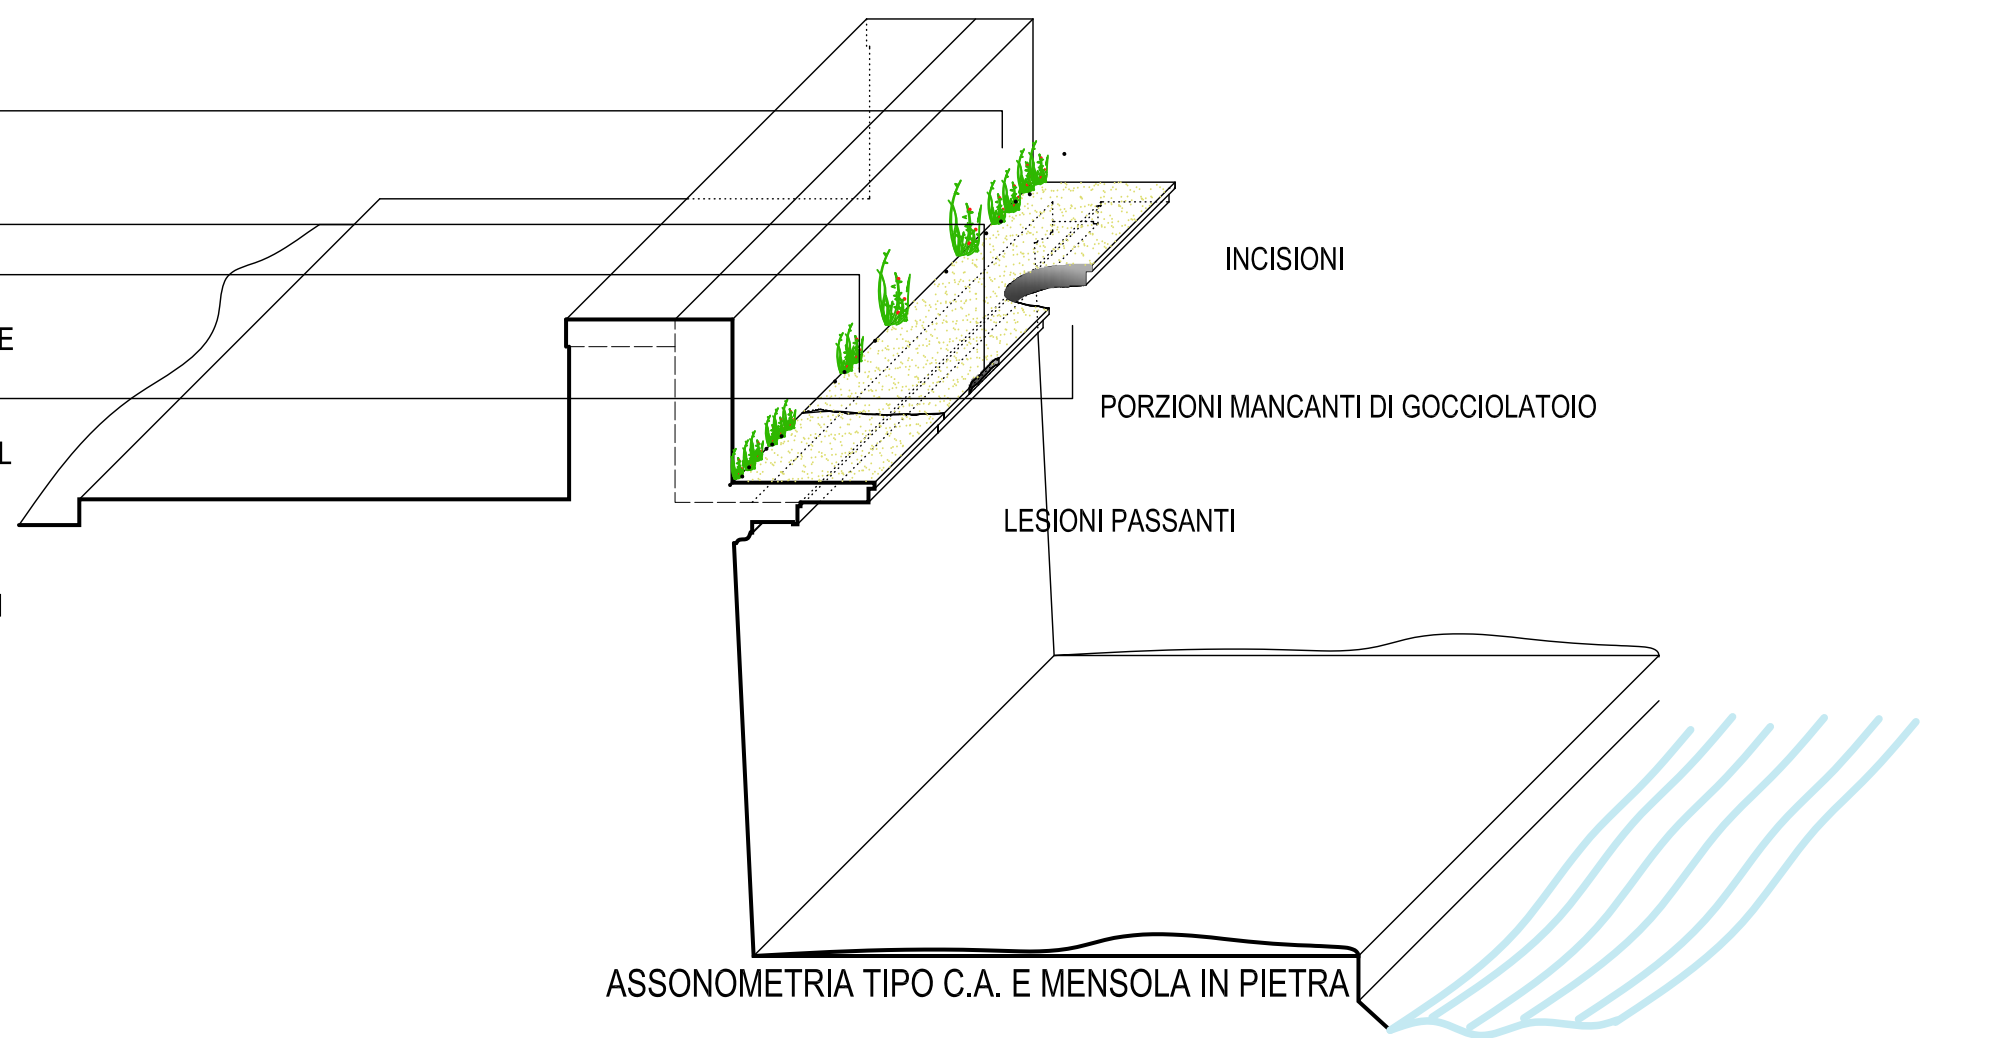 INCISIONI
E
PORZIONI MANCANTI DI GOCCIOLATOIO
L
LESIONI PASSANTI
I
ASSONOMETRIA TIPO C.A. E MENSOLA IN PIETRA